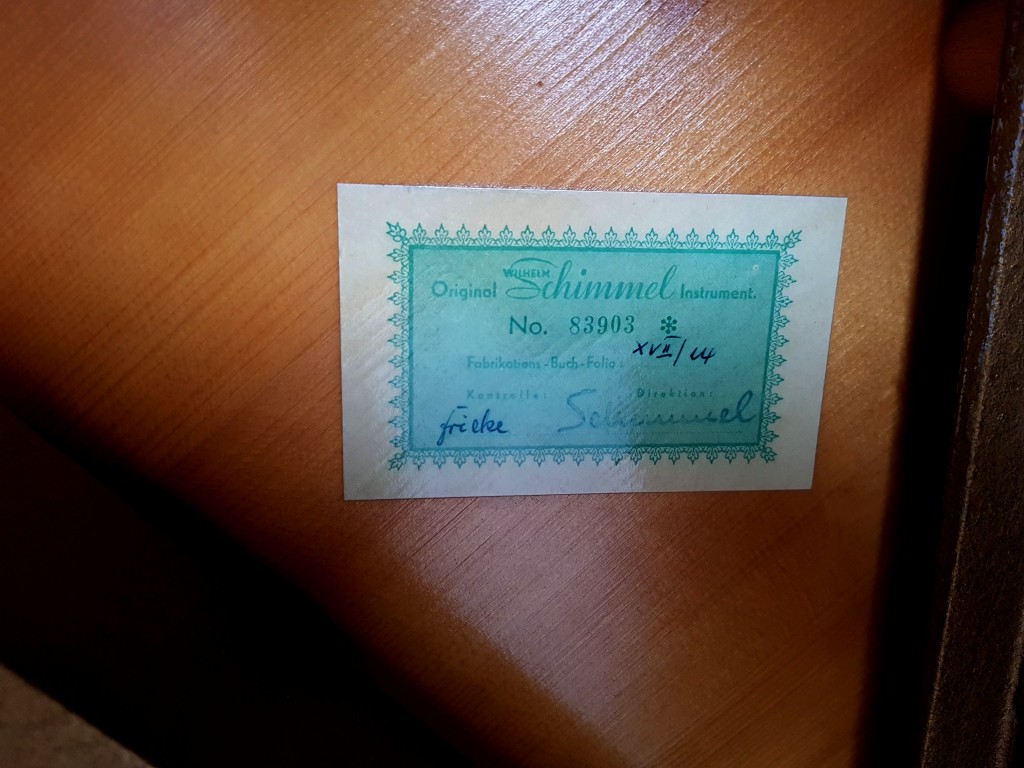 WILHELM
Original Schimmel Instrument.
No. 83903 *
Fabrikations-Buch-Folio: XVII/14
Kontrolle: Direktion:
Fricke Schimmel